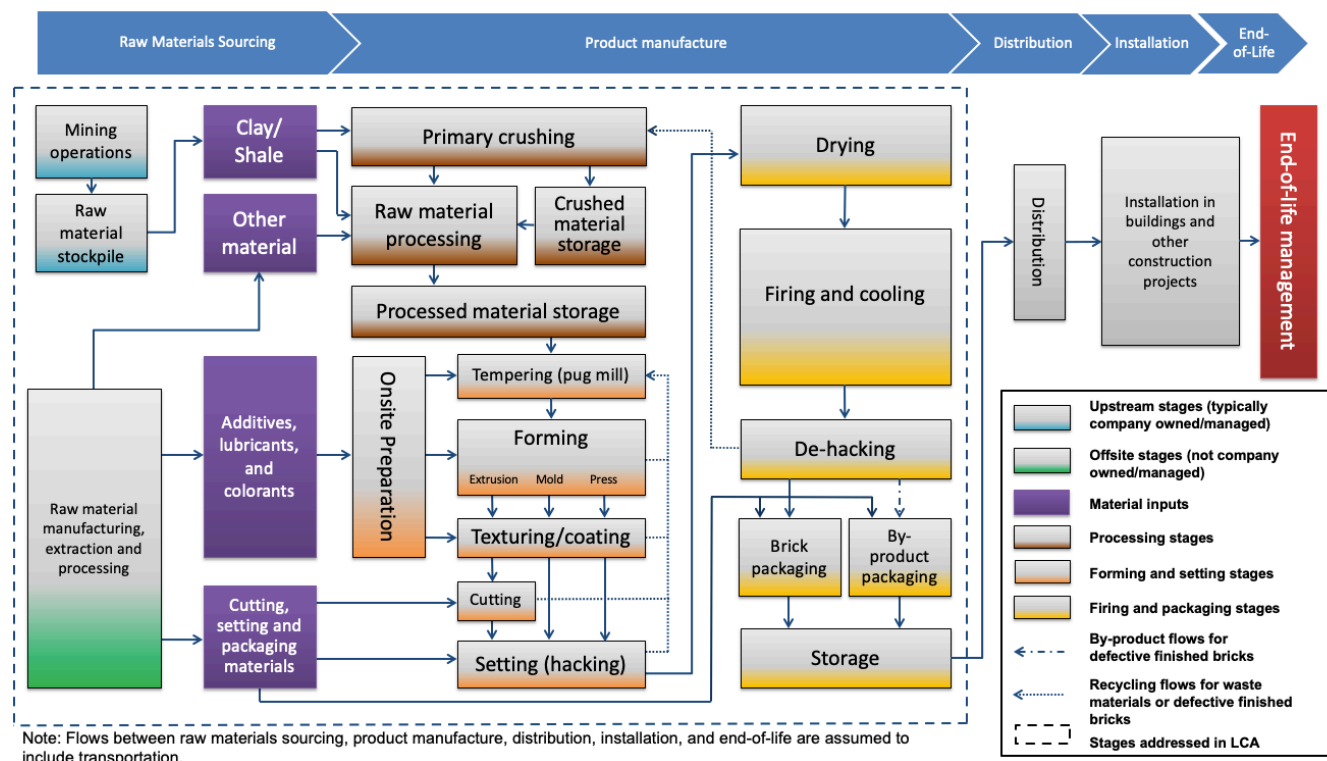 Raw Materials Sourcing
Product manufacture
Distribution
Installation
End-
of-Life
Mining
operations
Raw
material
stockpile
Clay/
Shale
Other
material
Primary crushing
Raw material
processing
Crushed
material
storage
Processed material storage
Raw material
manufacturing,
extraction and
processing
Additives,
lubricants,
and
colorants
Cutting,
setting and
packaging
materials
Onsite Preparation
Tempering (pug mill)
Forming
Extrusion Mold Press
Texturing/coating
Cutting
Setting (hacking)
Drying
Firing and cooling
De-hacking
Brick
packaging
By-
product
packaging
Storage
Distribution
Installation in
buildings and
other
construction
projects
End-of-life management
Upstream stages (typically
company owned/managed)
Offsite stages (not company
owned/managed)
Material inputs
Processing stages
Forming and setting stages
Firing and packaging stages
By-product flows for
defective finished bricks
Recycling flows for waste
materials or defective finished
bricks
Stages addressed in LCA
Note: Flows between raw materials sourcing, product manufacture, distribution, installation, and end-of-life are assumed to
include transportation